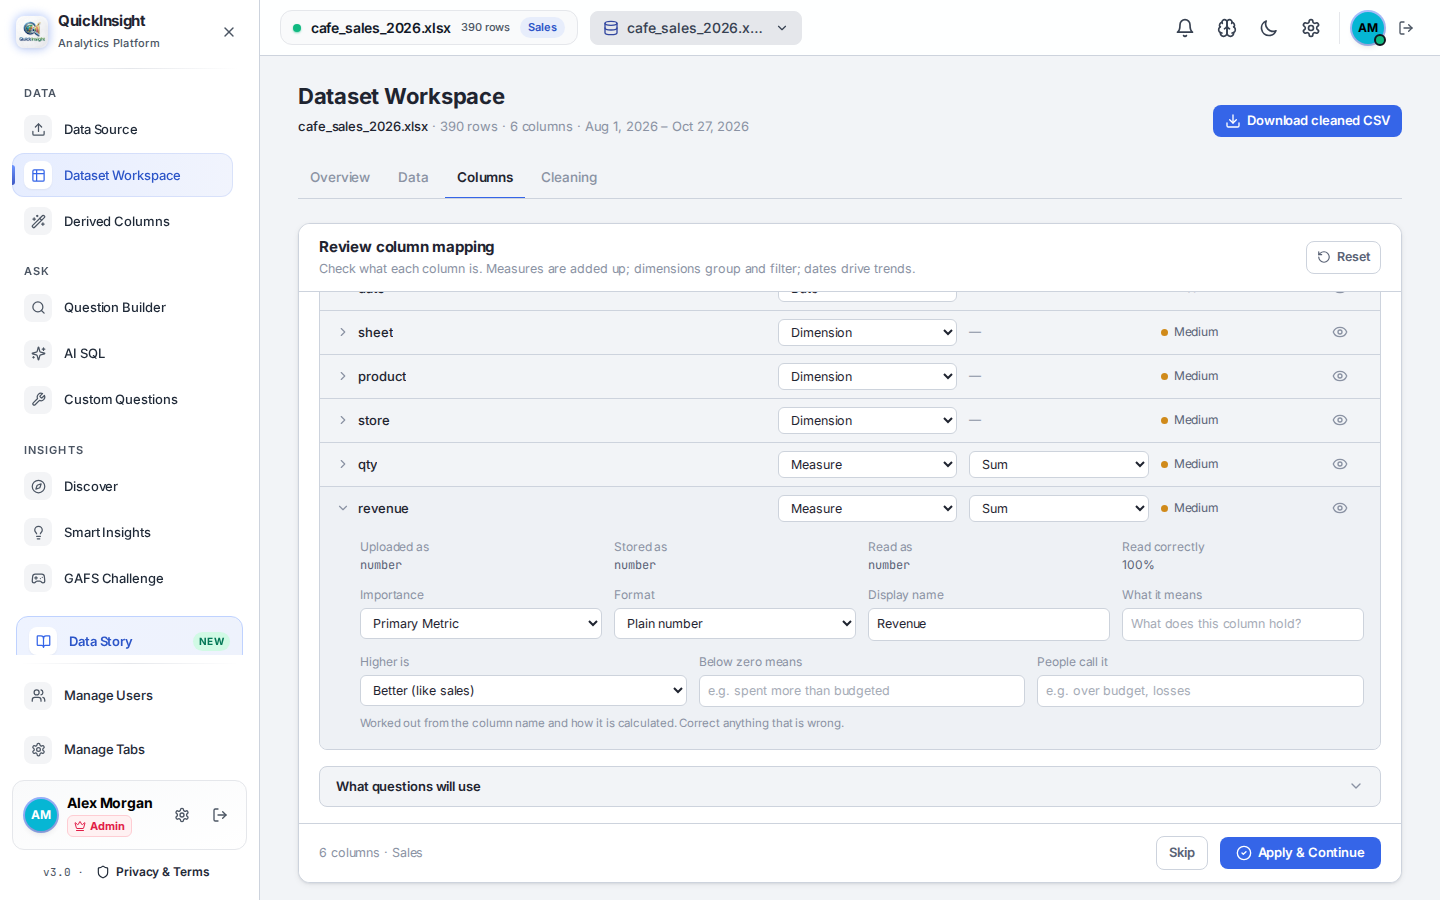 QuickInsight
Analytics Platform
DATA
Data Source
Dataset Workspace
Derived Columns
ASK
Question Builder
AI SQL
Custom Questions
INSIGHTS
Discover
Smart Insights
GAFS Challenge
Data Story NEW
Manage Users
Manage Tabs
AM Alex Morgan
Admin
v3.0 · Privacy & Terms
cafe_sales_2026.xlsx 390 rows Sales cafe_sales_2026.x... AM
Dataset Workspace
cafe_sales_2026.xlsx · 390 rows · 6 columns · Aug 1, 2026 – Oct 27, 2026
Download cleaned CSV
Overview Data Columns Cleaning
Review column mapping
Check what each column is. Measures are added up; dimensions group and filter; dates drive trends.
Reset
sheet Dimension — Medium
product Dimension — Medium
store Dimension — Medium
qty Measure Sum Medium
revenue Measure Sum Medium
Uploaded as Stored as Read as Read correctly
number number number 100%
Importance Format Display name What it means
Primary Metric Plain number Revenue What does this column hold?
Higher is Below zero means People call it
Better (like sales) e.g. spent more than budgeted e.g. over budget, losses
Worked out from the column name and how it is calculated. Correct anything that is wrong.
What questions will use
6 columns · Sales Skip Apply & Continue